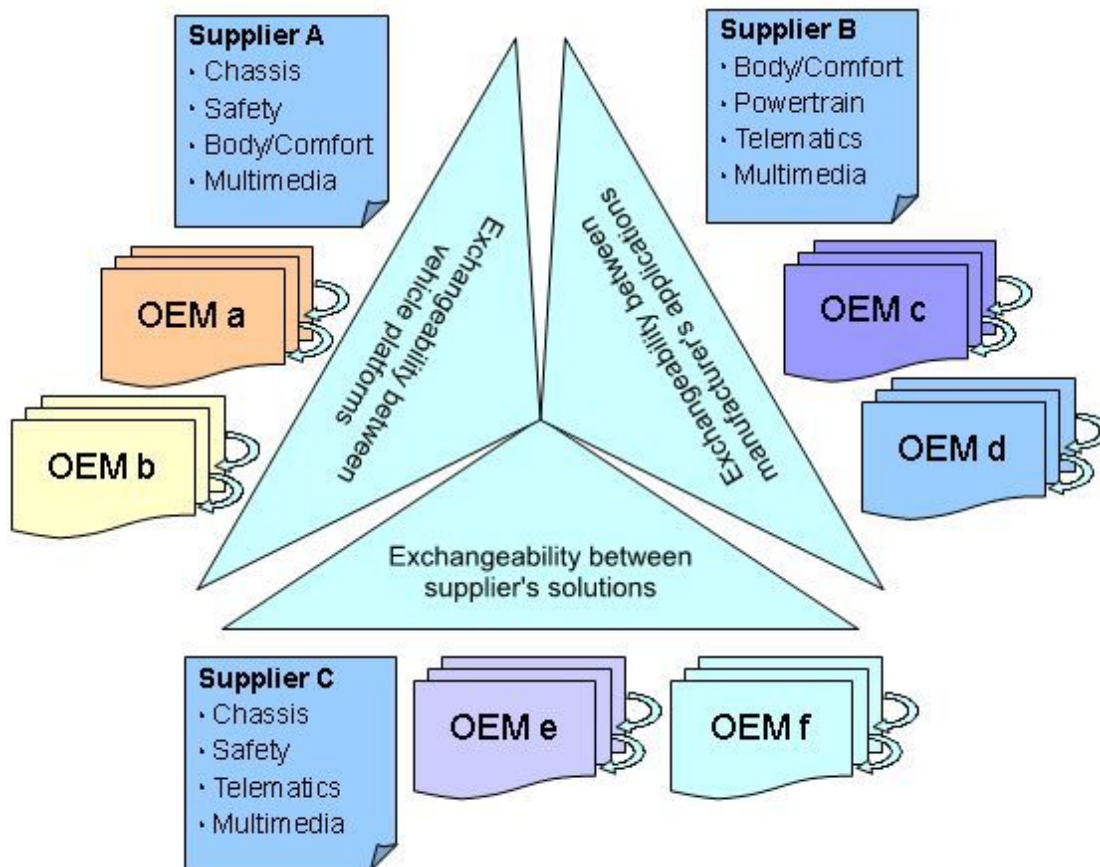 Supplier A
· Chassis
· Safety
· Body/Comfort
· Multimedia
Supplier B
· Body/Comfort
· Powertrain
· Telematics
· Multimedia
Exchangeability between
vehicle platforms
Exchangeability between
manufacturer's applications
OEM a
OEM b
OEM c
OEM d
Exchangeability between
supplier's solutions
Supplier C
· Chassis
· Safety
· Telematics
· Multimedia
OEM e
OEM f